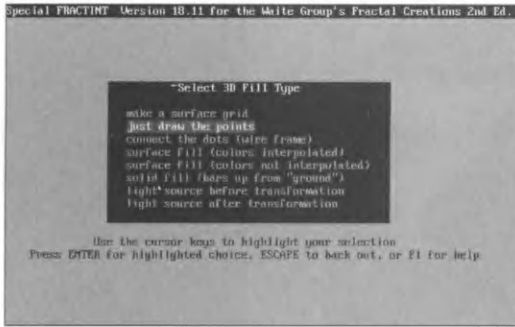 Special FRACTINT Version 18.11 for the Waite Group's Fractal Creations 2nd Ed.
Select 3D Fill Type
make a surface grid
just draw the points
connect the dots (wire frame)
surface fill (colors interpolated)
surface fill (colors not interpolated)
solid fill (bars up from "ground")
light source before transformation
light source after transformation
Use the cursor keys to highlight your selection
Press ENTER for highlighted choice, ESCAPE to back out, or F1 for help